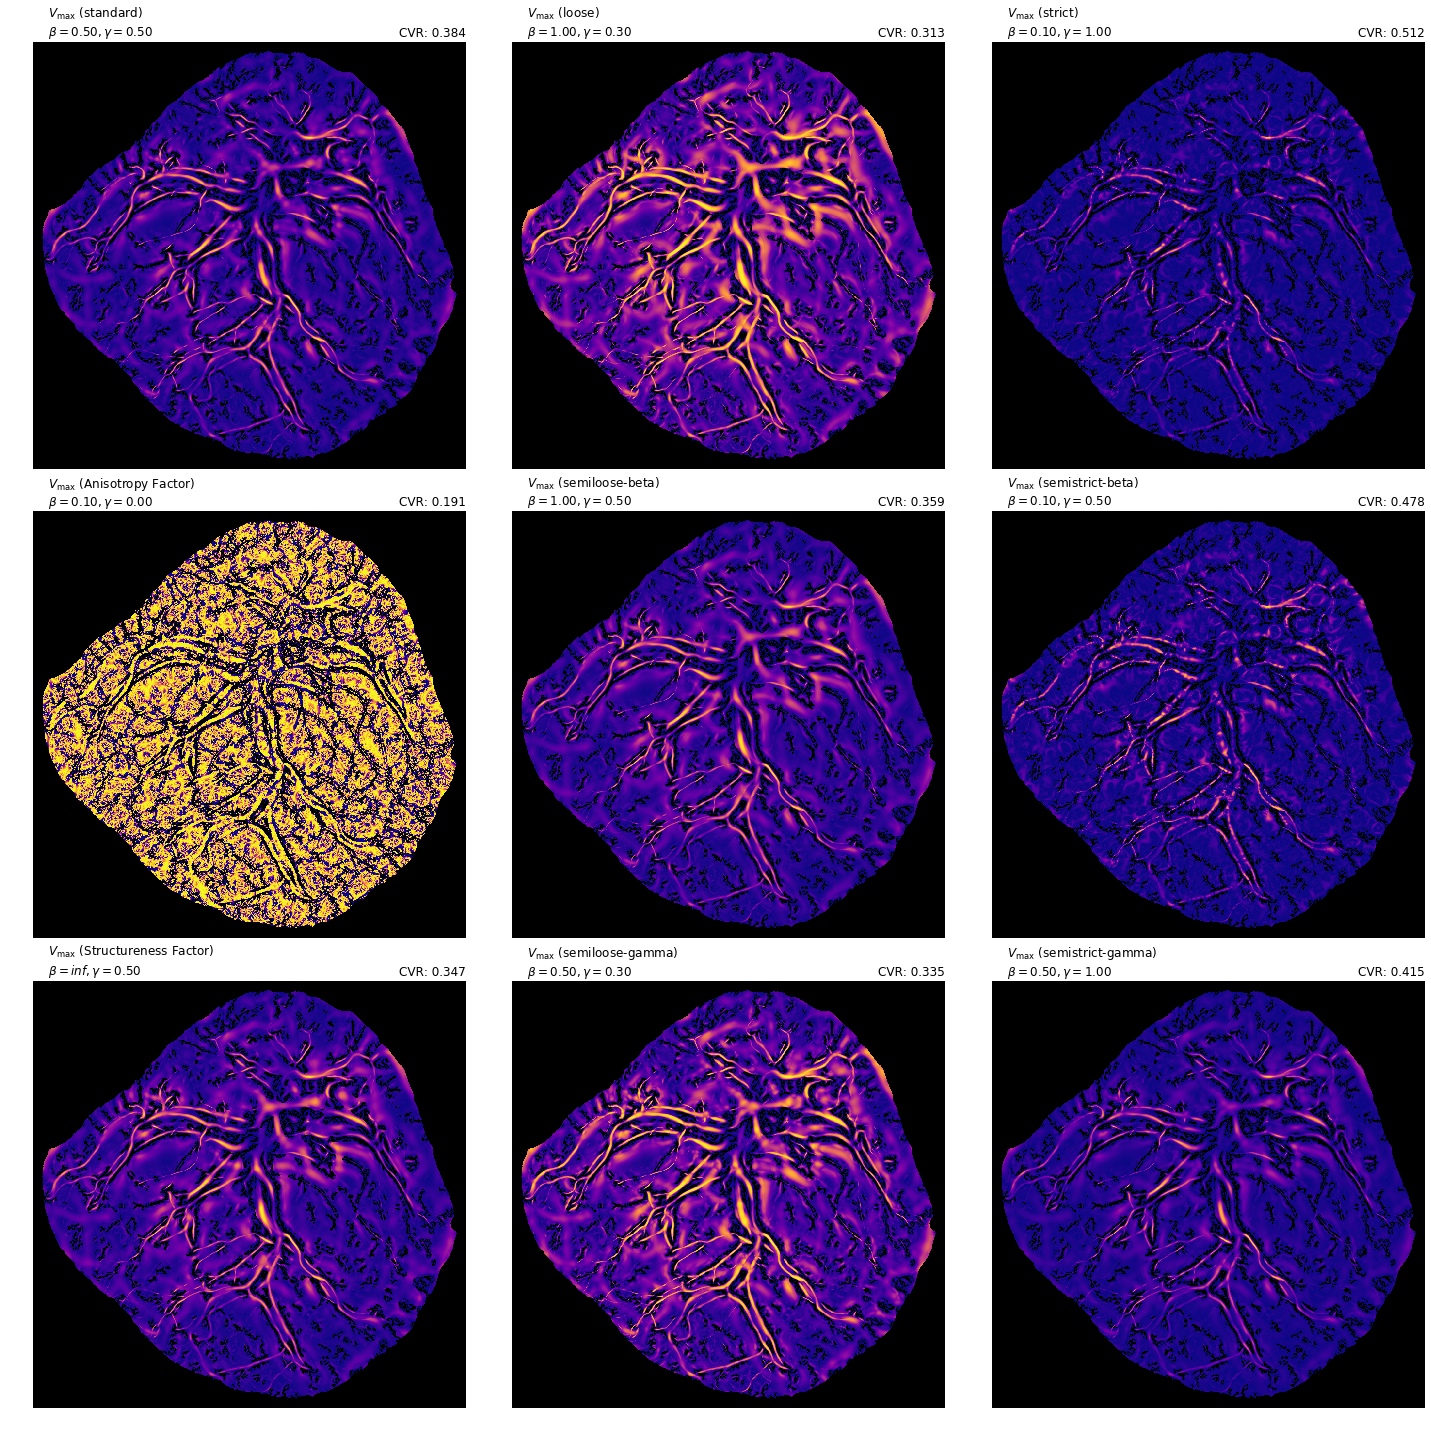 V_max (standard)
β = 0.50, γ = 0.50 CVR: 0.384
V_max (loose)
β = 1.00, γ = 0.30 CVR: 0.313
V_max (strict)
β = 0.10, γ = 1.00 CVR: 0.512
V_max (Anisotropy Factor)
β = 0.10, γ = 0.00 CVR: 0.191
V_max (semiloose-beta)
β = 1.00, γ = 0.50 CVR: 0.359
V_max (semistrict-beta)
β = 0.10, γ = 0.50 CVR: 0.478
V_max (Structureness Factor)
β = inf, γ = 0.50 CVR: 0.347
V_max (semiloose-gamma)
β = 0.50, γ = 0.30 CVR: 0.335
V_max (semistrict-gamma)
β = 0.50, γ = 1.00 CVR: 0.415